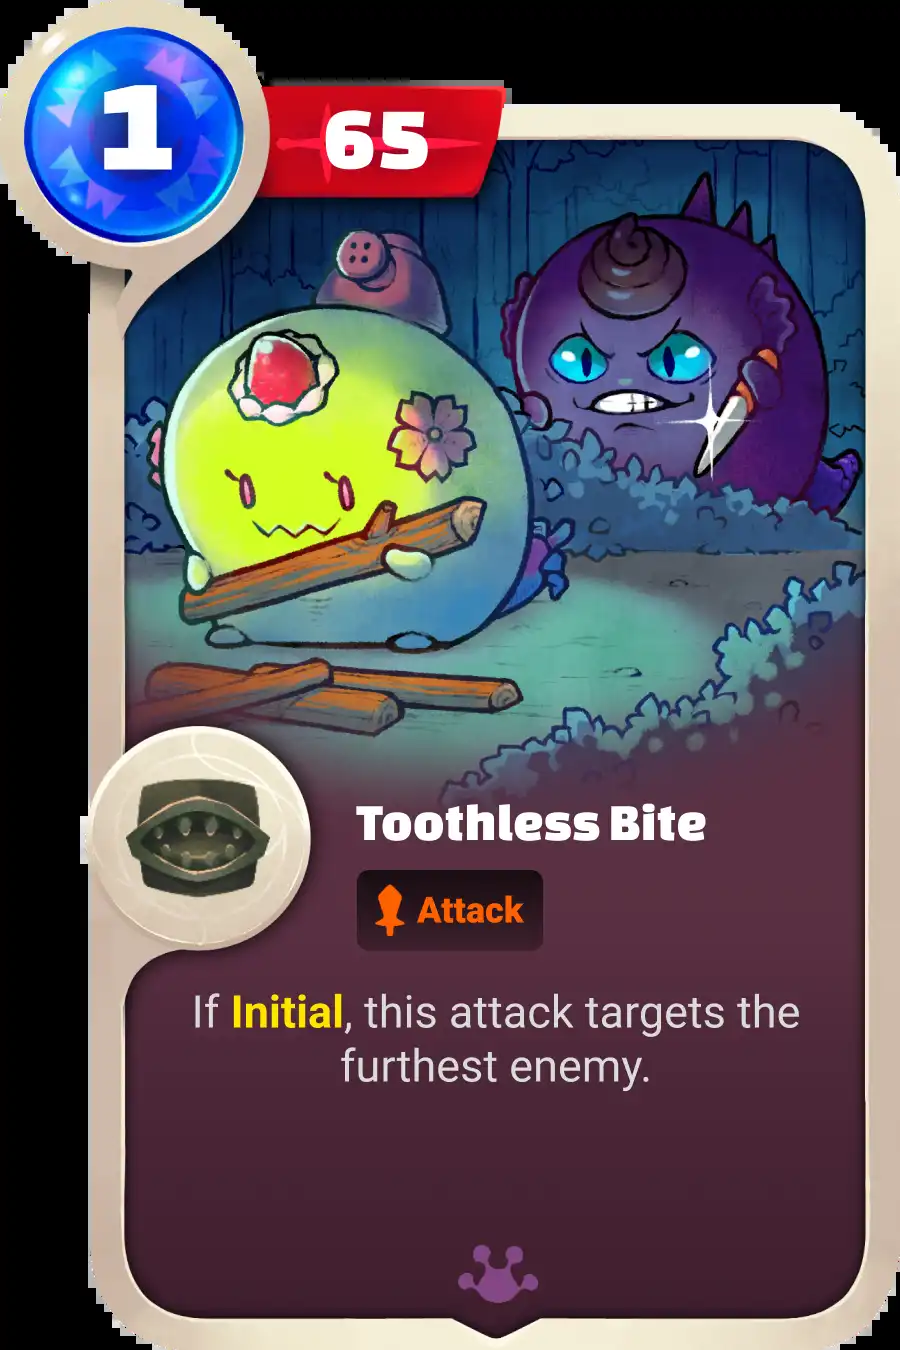 1
65
Toothless Bite
Attack
If Initial, this attack targets the
furthest enemy.